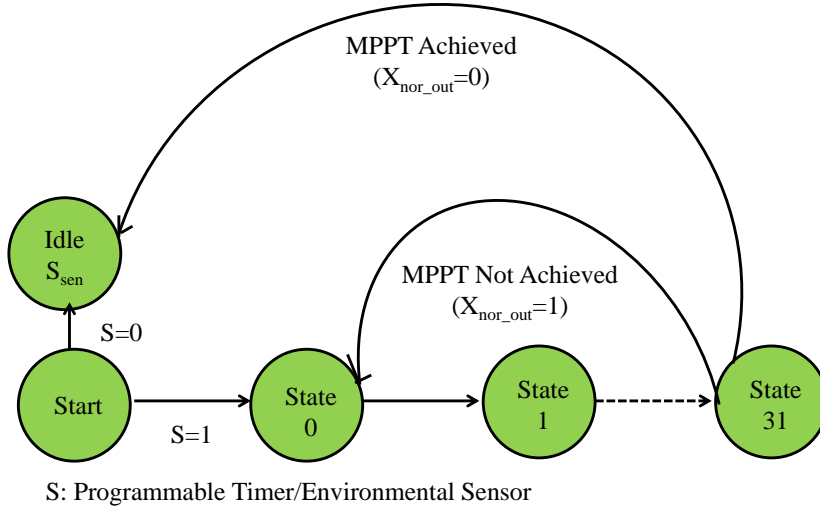 MPPT Achieved
(Xnor_out=0)
Idle
Ssen
MPPT Not Achieved
(Xnor_out=1)
S=0
Start
S=1
State
0
State
1
State
31
S: Programmable Timer/Environmental Sensor